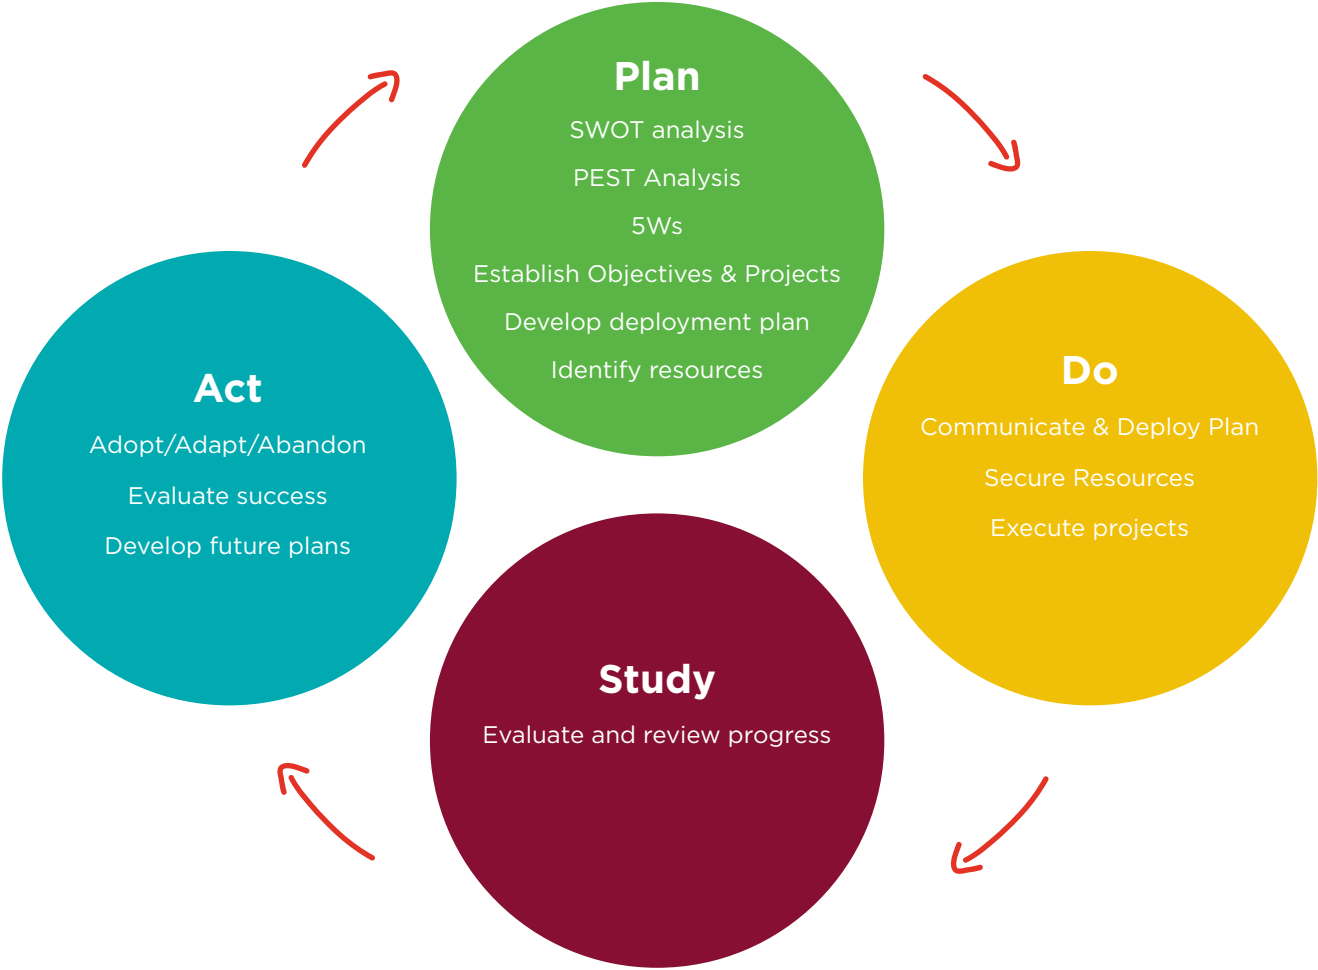 Plan
SWOT analysis
PEST Analysis
5Ws
Establish Objectives & Projects
Develop deployment plan
Identify resources
Do
Communicate & Deploy Plan
Secure Resources
Execute projects
Study
Evaluate and review progress
Act
Adopt/Adapt/Abandon
Evaluate success
Develop future plans